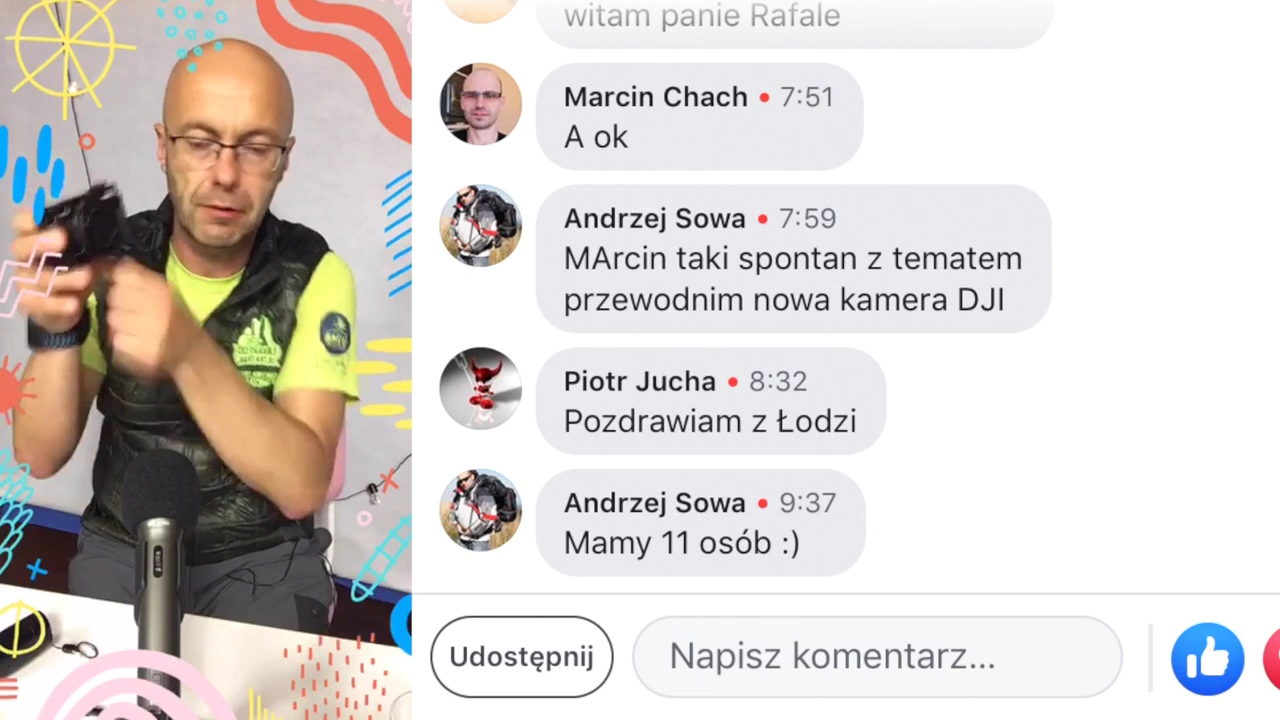 witam panie Rafale
Marcin Chach • 7:51
A ok
Andrzej Sowa • 7:59
MArcin taki spontan z tematem
przewodnim nowa kamera DJI
Piotr Jucha • 8:32
Pozdrawiam z Łodzi
Andrzej Sowa • 9:37
Mamy 11 osób :)
Udostępnij
Napisz komentarz...